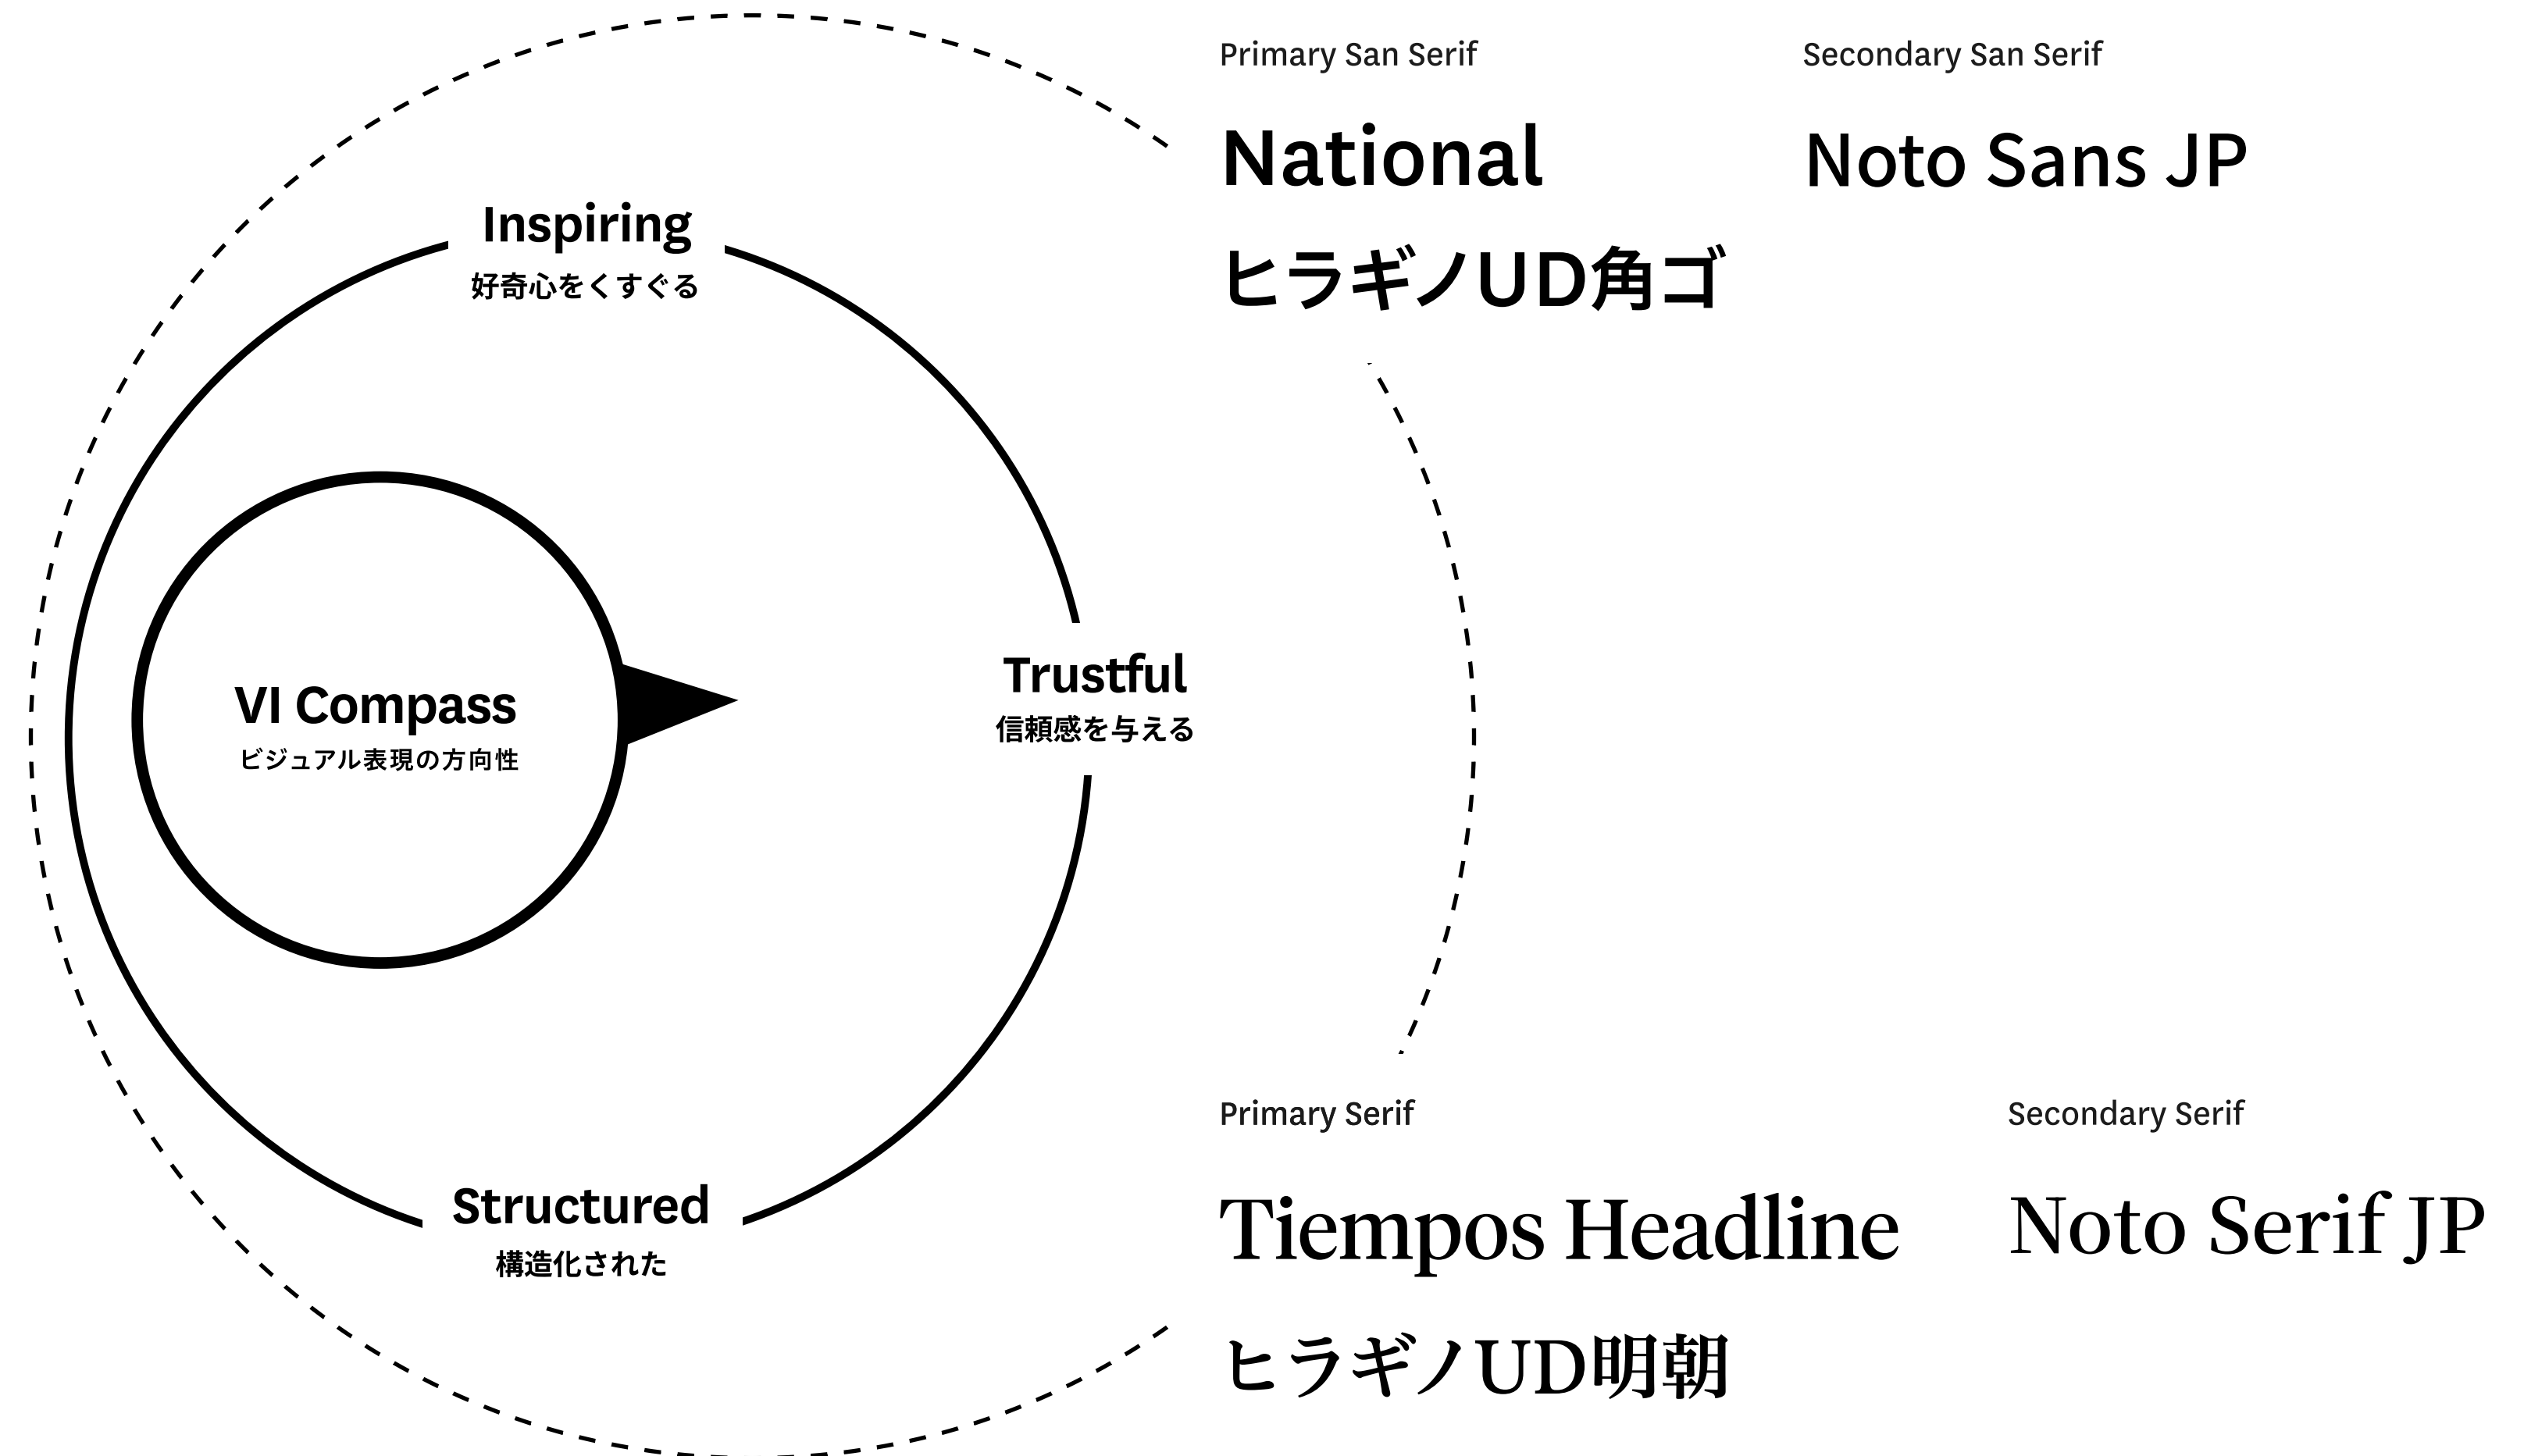 Primary San Serif
Secondary San Serif
National
Noto Sans JP
ヒラギノUD角ゴ
Inspiring
好奇心をくすぐる
Trustful
信頼感を与える
VI Compass
ビジュアル表現の方向性
Structured
構造化された
Primary Serif
Secondary Serif
Tiempos Headline
Noto Serif JP
ヒラギノUD明朝